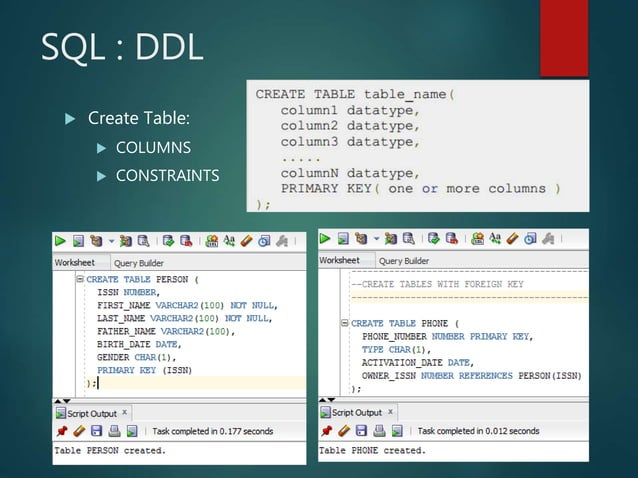 SQL : DDL
Create Table:
COLUMNS
CONSTRAINTS
CREATE TABLE table_name(
column1 datatype,
column2 datatype,
column3 datatype,
.....
columnN datatype,
PRIMARY KEY( one or more columns )
);
Worksheet Query Builder
CREATE TABLE PERSON (
ISSN NUMBER,
FIRST_NAME VARCHAR2(100) NOT NULL,
LAST_NAME VARCHAR2(100) NOT NULL,
FATHER_NAME VARCHAR2(100),
BIRTH_DATE DATE,
GENDER CHAR(1),
PRIMARY KEY (ISSN)
);
Script Output x
Task completed in 0.177 seconds
Table PERSON created.
Worksheet Query Builder
--CREATE TABLES WITH FOREIGN KEY
CREATE TABLE PHONE (
PHONE_NUMBER NUMBER PRIMARY KEY,
TYPE CHAR(1),
ACTIVATION_DATE DATE,
OWNER_ISSN NUMBER REFERENCES PERSON(ISSN)
);
Script Output x
Task completed in 0.012 seconds
Table PHONE created.